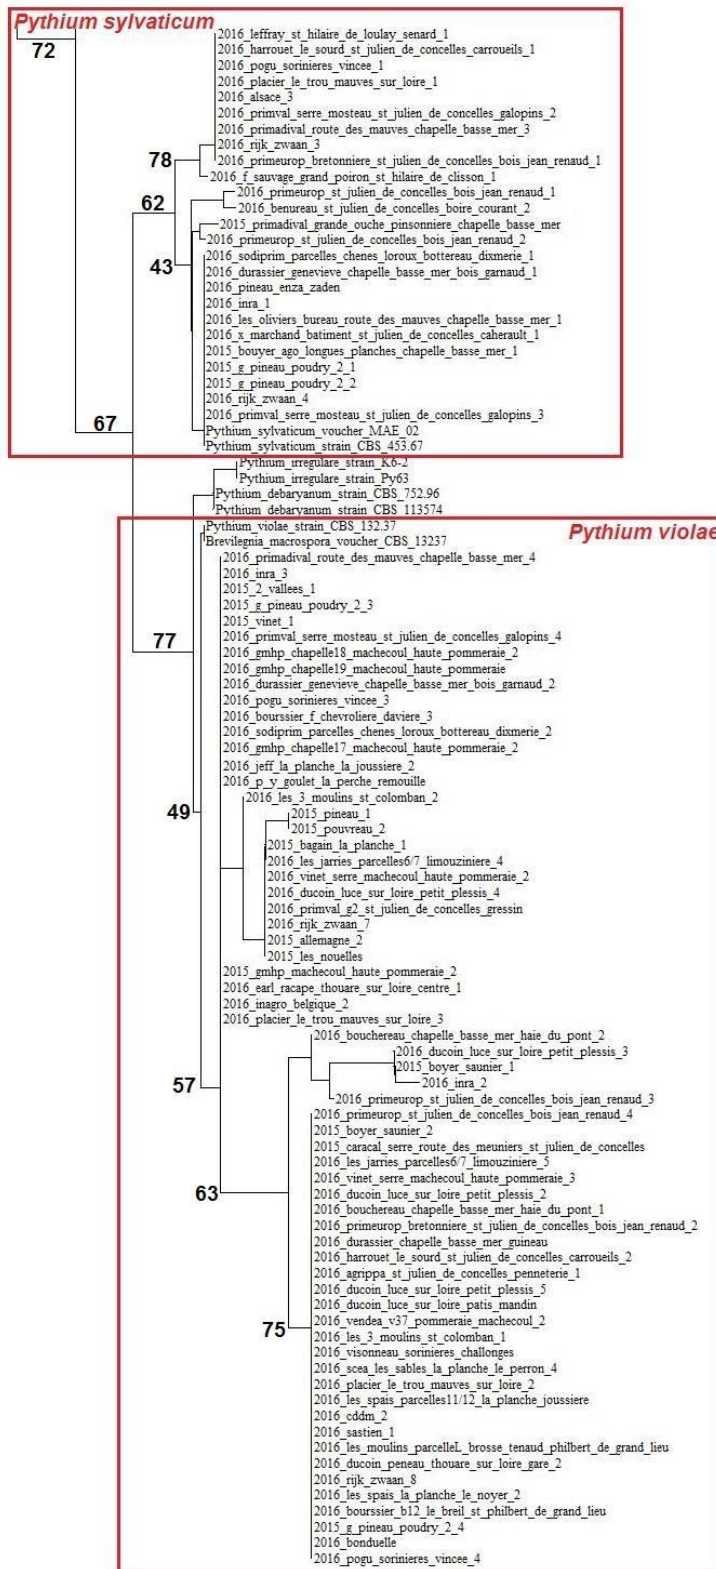 Pythium sylvaticum
72
2016_leffray_st_hilaire_de_loulay_senard_1
2016_harrouet_le_sourd_st_julien_de_concelles_carroueils_1
2016_pogu_sorinieres_vincee_1
2016_placier_le_trou_mauves_sur_loire_1
2016_alsace_3
2016_primval_serre_mosteau_st_julien_de_concelles_galopins_2
2016_primadival_route_des_mauves_chapelle_basse_mer_3
2016_rijk_zwaan_3
78
2016_primeurop_bretonniere_st_julien_de_concelles_bois_jean_renaud_1
2016_f_sauvage_grand_poiron_st_hilaire_de_clisson_1
2016_primeurop_st_julien_de_concelles_bois_jean_renaud_1
62
2016_benureau_st_julien_de_concelles_boire_courant_2
2015_primadival_grande_ouche_pinsonniere_chapelle_basse_mer
2016_primeurop_st_julien_de_concelles_bois_jean_renaud_2
2016_sodiprim_parcelles_chenes_loroux_bottereau_dixmerie_1
43
2016_durassier_genevieve_chapelle_basse_mer_bois_garnaud_1
2016_pineau_enza_zaden
2016_inra_1
2016_les_oliviers_bureau_route_des_mauves_chapelle_basse_mer_1
2016_x_marchand_batiment_st_julien_de_concelles_caherault_1
2015_bouyer_ago_longues_planches_chapelle_basse_mer_1
2015_g_pineau_poudry_2_1
2015_g_pineau_poudry_2_2
2016_rijk_zwaan_4
2016_primval_serre_mosteau_st_julien_de_concelles_galopins_3
67
Pythium_sylvaticum_voucher_MAE_02
Pythium_sylvaticum_strain_CBS_453.67
Pythium_irregulare_strain_K6-2
Pythium_irregulare_strain_Py63
Pythium_debaryanum_strain_CBS_752.96
Pythium_debaryanum_strain_CBS_113574
Pythium_violae_strain_CBS_132.37
Pythium violae
Brevilegnia_macrospora_voucher_CBS_13237
2016_primadival_route_des_mauves_chapelle_basse_mer_4
2016_inra_3
2015_2_vallees_1
2015_g_pineau_poudry_2_3
2015_vinet_1
2016_primval_serre_mosteau_st_julien_de_concelles_galopins_4
77
2016_gmhp_chapelle18_machecoul_haute_pommeraie_2
2016_gmhp_chapelle19_machecoul_haute_pommeraie
2016_durassier_genevieve_chapelle_basse_mer_bois_garnaud_2
2016_pogu_sorinieres_vincee_3
2016_bourssier_f_chevroliere_daviere_3
2016_sodiprim_parcelles_chenes_loroux_bottereau_dixmerie_2
2016_gmhp_chapelle17_machecoul_haute_pommeraie_2
2016_jeff_la_planche_la_joussiere_2
2016_p_y_goulet_la_perche_remouille
2016_les_3_moulins_st_colomban_2
49
2015_pineau_1
2015_pouvreau_2
2015_bagain_la_planche_1
2016_les_jarries_parcelles6/7_limouziniere_4
2016_vinet_serre_machecoul_haute_pommeraie_2
2016_ducoin_luce_sur_loire_petit_plessis_4
2016_primval_g2_st_julien_de_concelles_gressin
2016_rijk_zwaan_7
2015_allemagne_2
2015_les_nouelles
2015_gmhp_machecoul_haute_pommeraie_2
2016_earl_racape_thouare_sur_loire_centre_1
2016_inagro_belgique_2
2016_placier_le_trou_mauves_sur_loire_3
2016_bouchereau_chapelle_basse_mer_haie_du_pont_2
2016_ducoin_luce_sur_loire_petit_plessis_3
2015_boyer_saunier_1
57
2016_inra_2
2016_primeurop_st_julien_de_concelles_bois_jean_renaud_3
2016_primeurop_st_julien_de_concelles_bois_jean_renaud_4
2015_boyer_saunier_2
2015_caracal_serre_route_des_meuniers_st_julien_de_concelles
2016_les_jarries_parcelles6/7_limouziniere_5
2016_vinet_serre_machecoul_haute_pommeraie_3
63
2016_ducoin_luce_sur_loire_petit_plessis_2
2016_bouchereau_chapelle_basse_mer_haie_du_pont_1
2016_primeurop_bretonniere_st_julien_de_concelles_bois_jean_renaud_2
2016_durassier_chapelle_basse_mer_guineau
2016_harrouet_le_sourd_st_julien_de_concelles_carroueils_2
2016_agrippa_st_julien_de_concelles_penneterie_1
2016_ducoin_luce_sur_loire_petit_plessis_5
2016_ducoin_luce_sur_loire_patis_mandin
2016_vendea_v37_pommeraie_machecoul_2
75
2016_les_3_moulins_st_colomban_1
2016_visonneau_sorinieres_challonges
2016_scea_les_sables_la_planche_le_perron_4
2016_placier_le_trou_mauves_sur_loire_2
2016_les_spais_parcelles11/12_la_planche_joussiere
2016_cddm_2
2016_sastien_1
2016_les_moulins_parcelleL_brosse_tenaud_philbert_de_grand_lieu
2016_ducoin_peneau_thouare_sur_loire_gare_2
2016_rijk_zwaan_8
2016_les_spais_la_planche_le_noyer_2
2016_bourssier_b12_le_breil_st_philbert_de_grand_lieu
2015_g_pineau_poudry_2_4
2016_bonduelle
2016_pogu_sorinieres_vincee_4